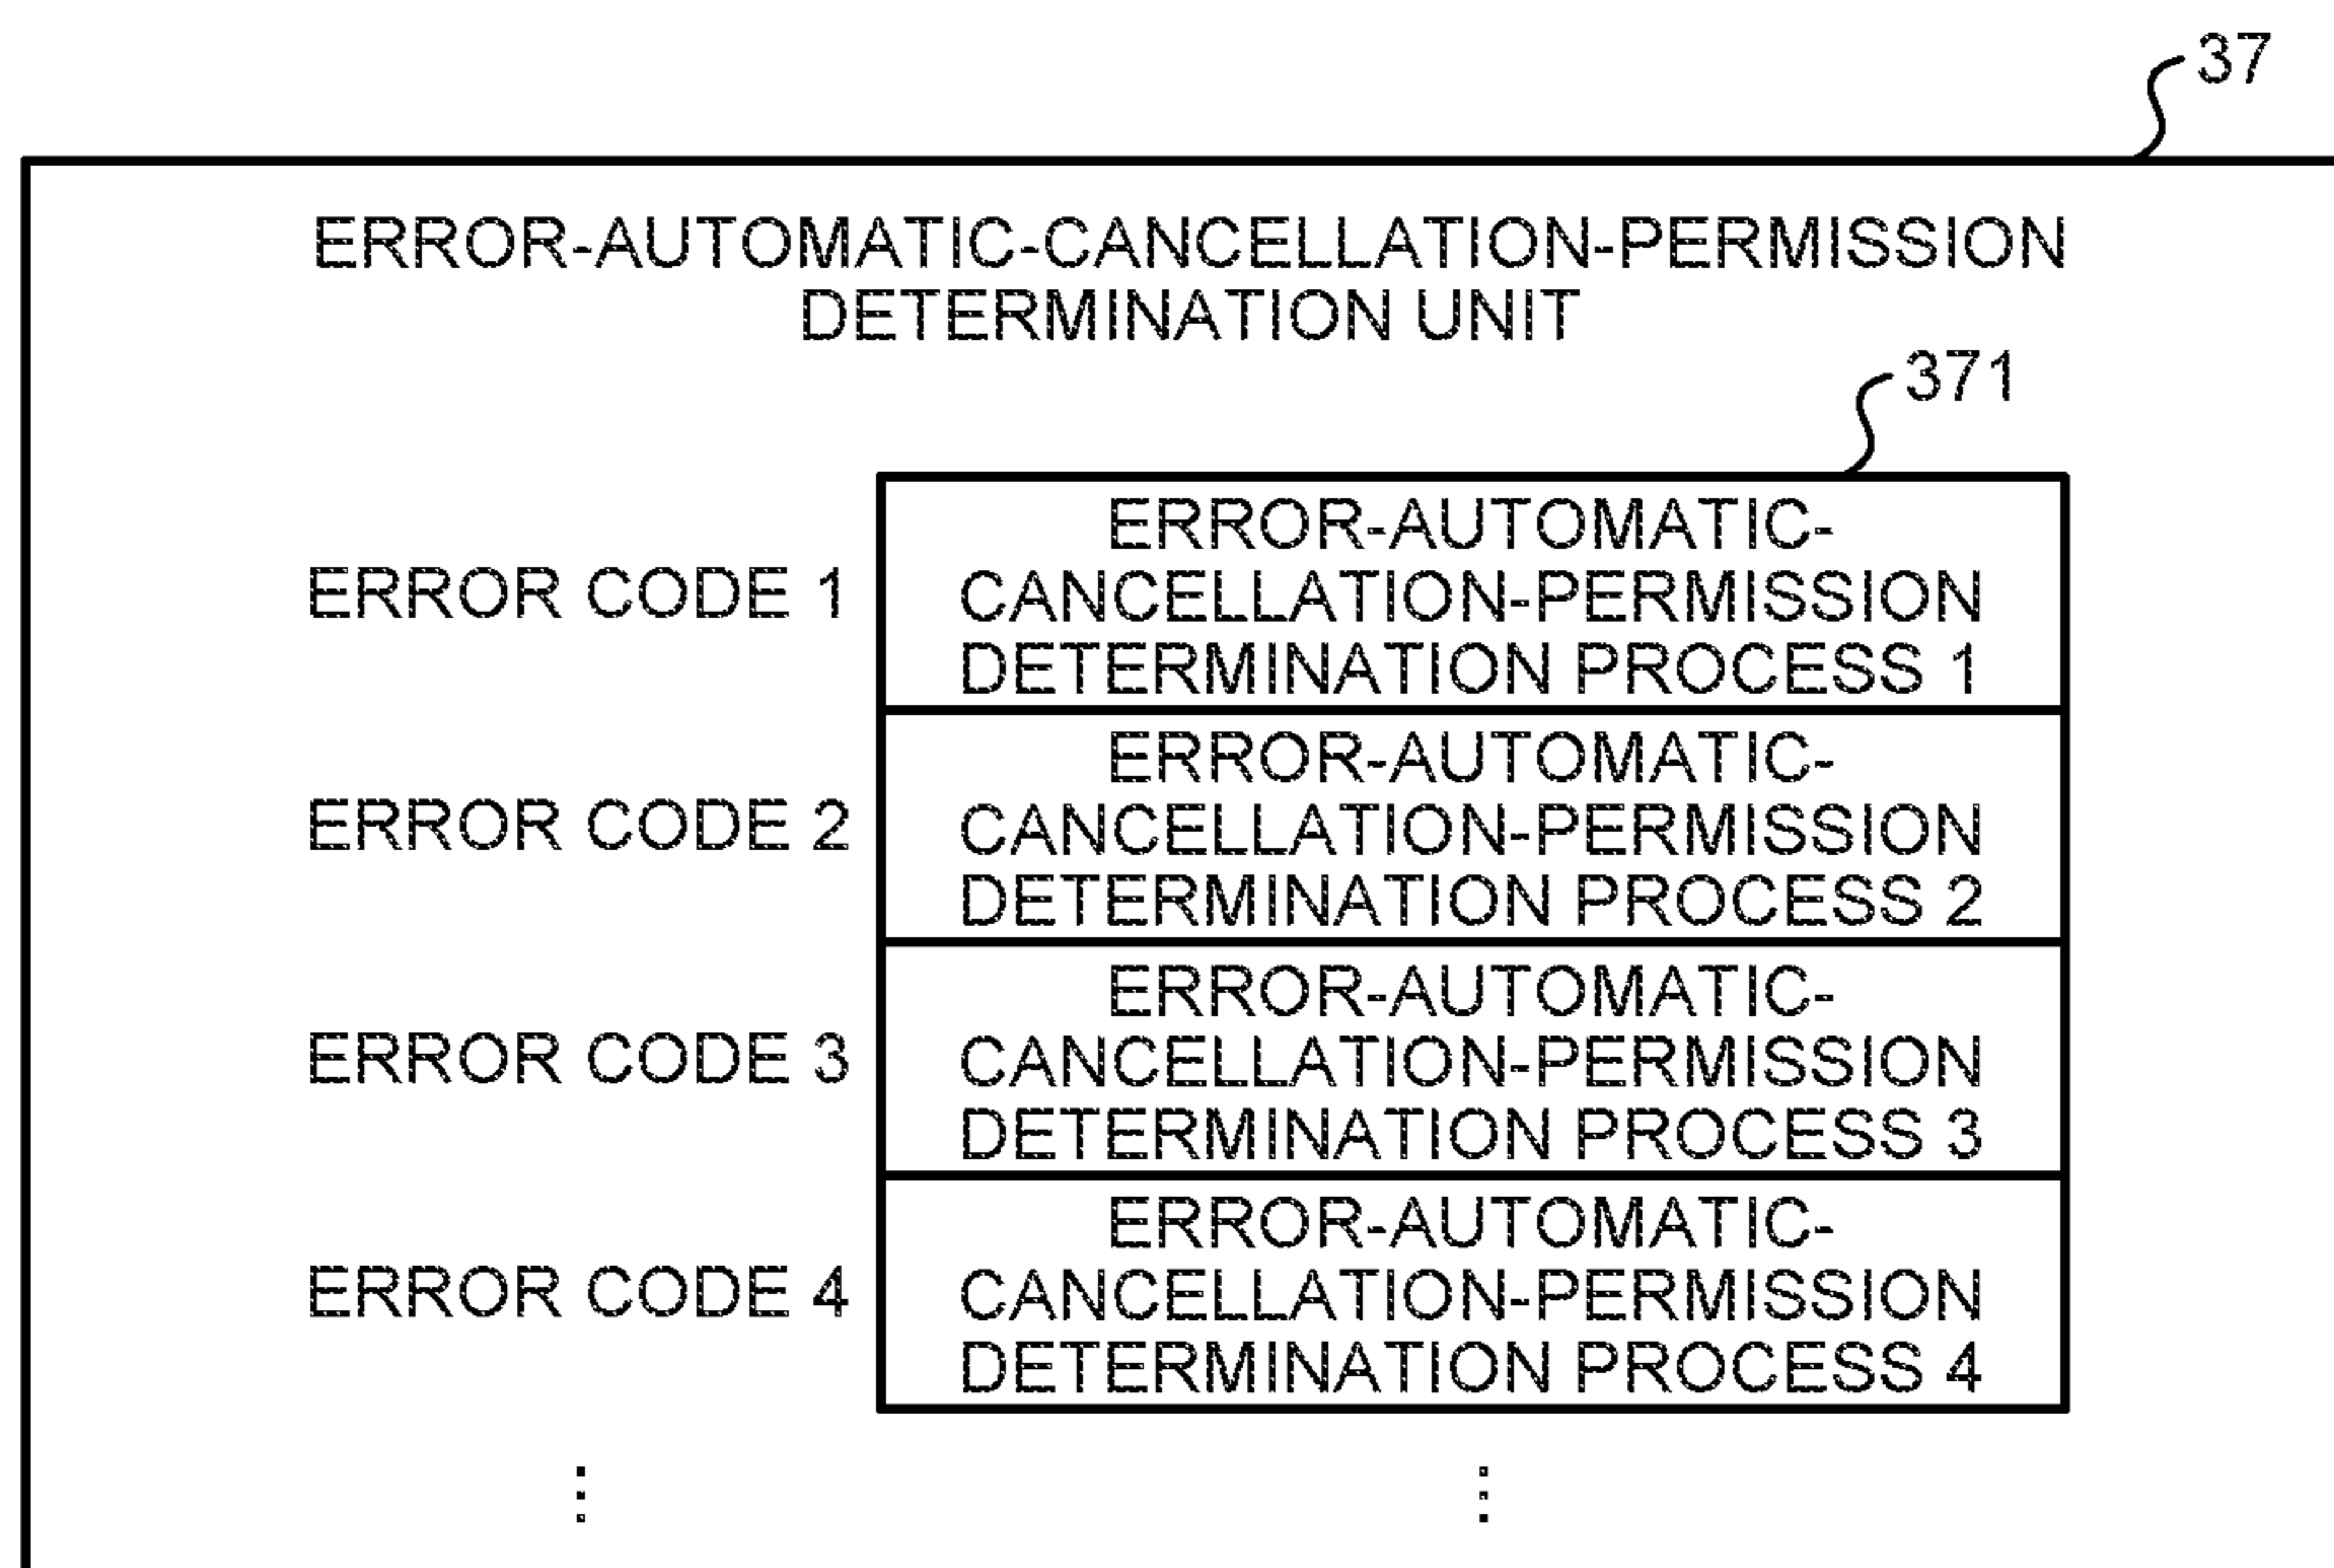 37
ERROR-AUTOMATIC-CANCELLATION-PERMISSION
DETERMINATION UNIT
371
ERROR CODE 1
ERROR-AUTOMATIC-
CANCELLATION-PERMISSION
DETERMINATION PROCESS 1
ERROR CODE 2
ERROR-AUTOMATIC-
CANCELLATION-PERMISSION
DETERMINATION PROCESS 2
ERROR CODE 3
ERROR-AUTOMATIC-
CANCELLATION-PERMISSION
DETERMINATION PROCESS 3
ERROR CODE 4
ERROR-AUTOMATIC-
CANCELLATION-PERMISSION
DETERMINATION PROCESS 4